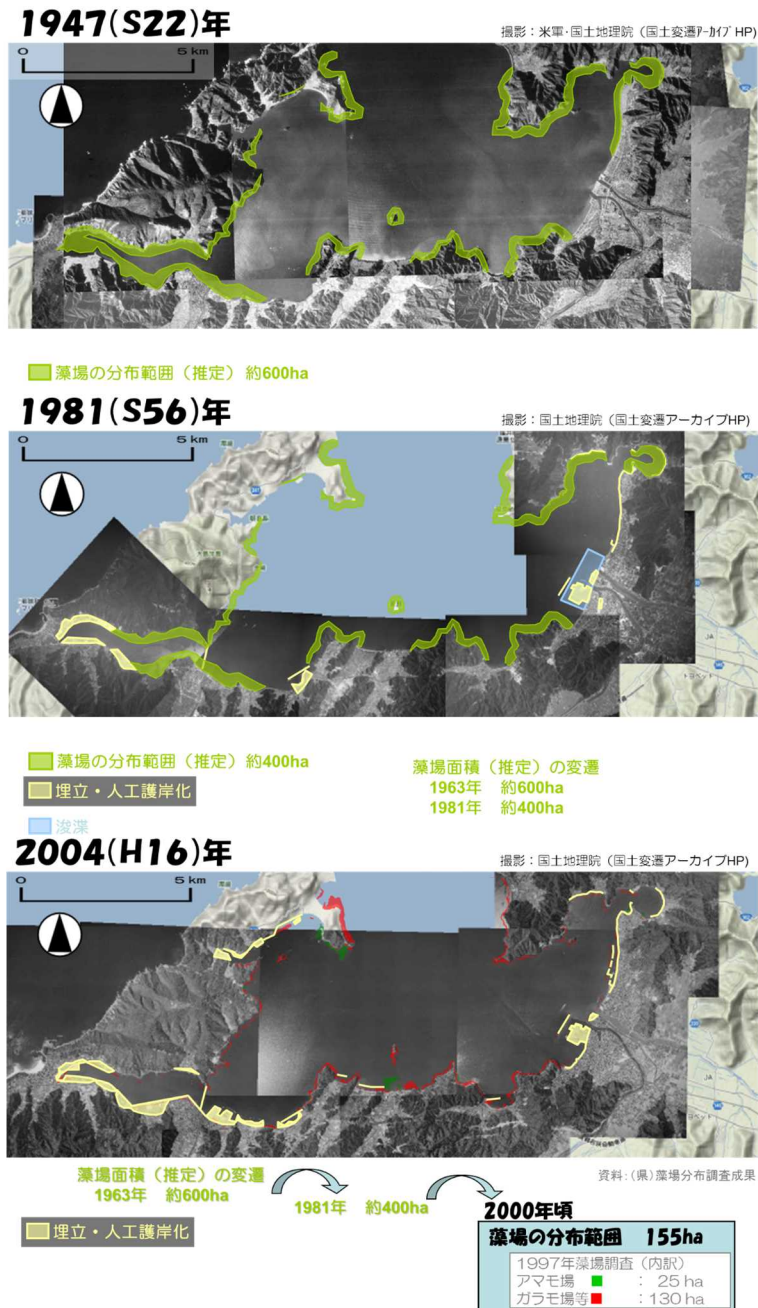 1947(S22)年
撮影：米軍・国土地理院（国土変遷ｱｰｶｲﾌﾞHP)
0 5 km
藻場の分布範囲（推定）約600ha
1981(S56)年
撮影：国土地理院（国土変遷アーカイブHP)
0 5 km
JA
藻場の分布範囲（推定）約400ha
埋立・人工護岸化
浚渫
藻場面積（推定）の変遷
1963年 約600ha
1981年 約400ha
2004(H16)年
撮影：国土地理院（国土変遷アーカイブHP)
0 5 km
JA
資料：(県)藻場分布調査成果
藻場面積（推定）の変遷
1963年 約600ha
1981年 約400ha
埋立・人工護岸化
2000年頃
藻場の分布範囲 155ha
1997年藻場調査（内訳）
アマモ場 ： 25 ha
ガラモ場等 ：130 ha